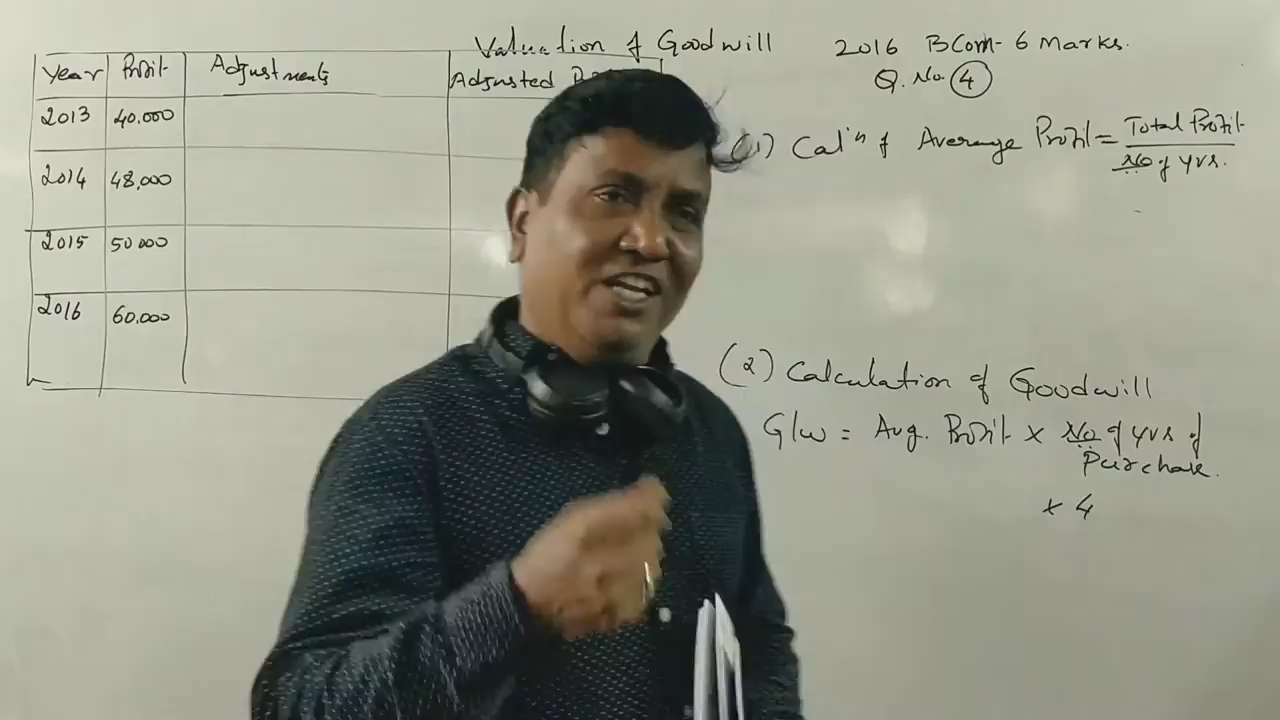 Valuation of Goodwill
2016 BCom - 6 Marks.
Q. No. 4
Year Profit Adjustments Adjusted
2013 40.000
2014 48,000
2015 50 000
2016 60.000
(1) Cal'n of Average Profit = Total Profit
No of yrs.
(2) Calculation of Goodwill
G/w = Avg. Profit × No of yrs of
Purchase.
× 4